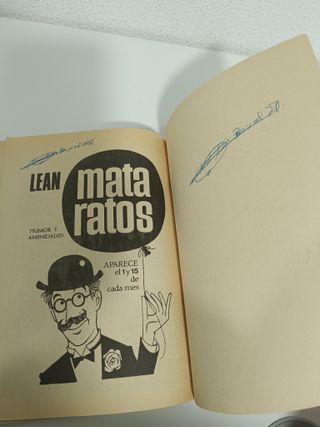 LEAN
mata
ratos
HUMOR Y
AMENIDADES
APARECE
el 1 y 15
de
cada mes